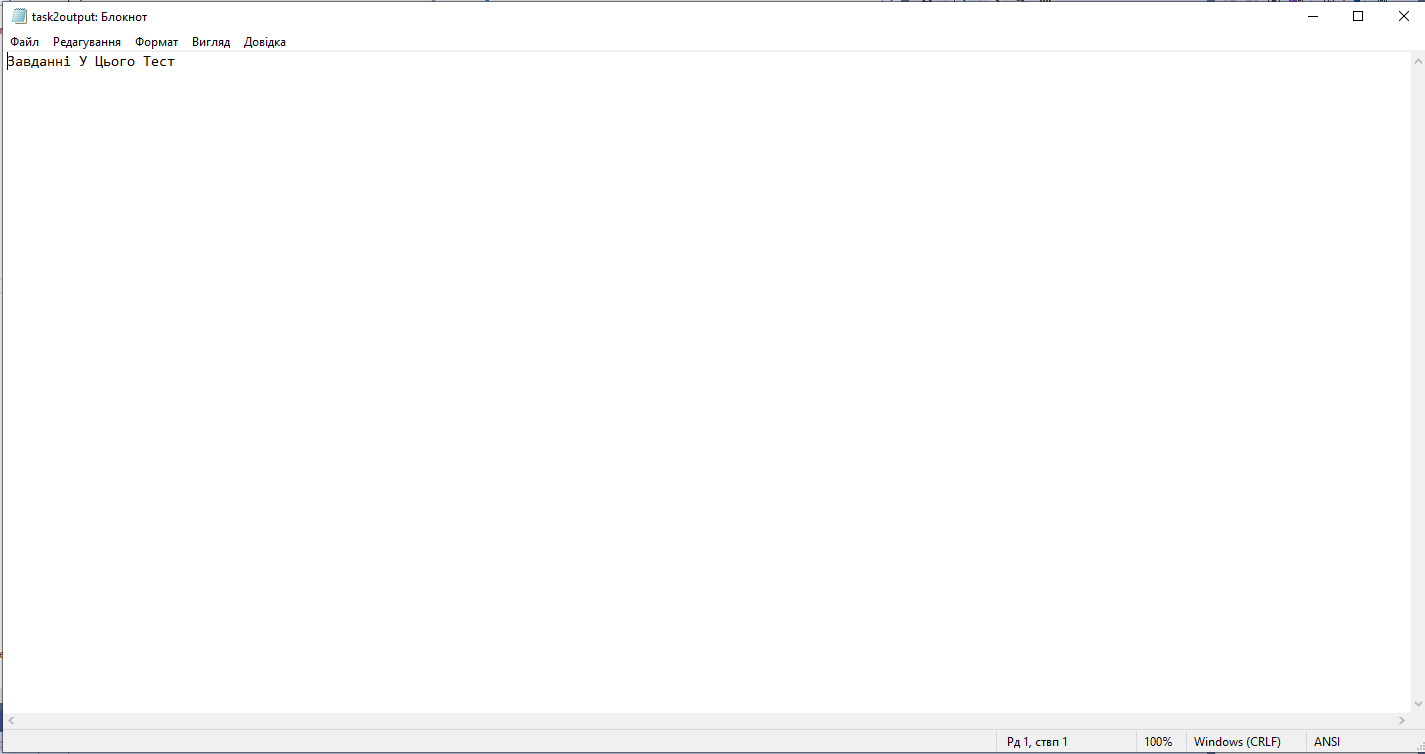 task2output: Блокнот
Файл Редагування Формат Вигляд Довідка
Завданні У Цього Тест
Рд 1, ствп 1 100% Windows (CRLF) ANSI